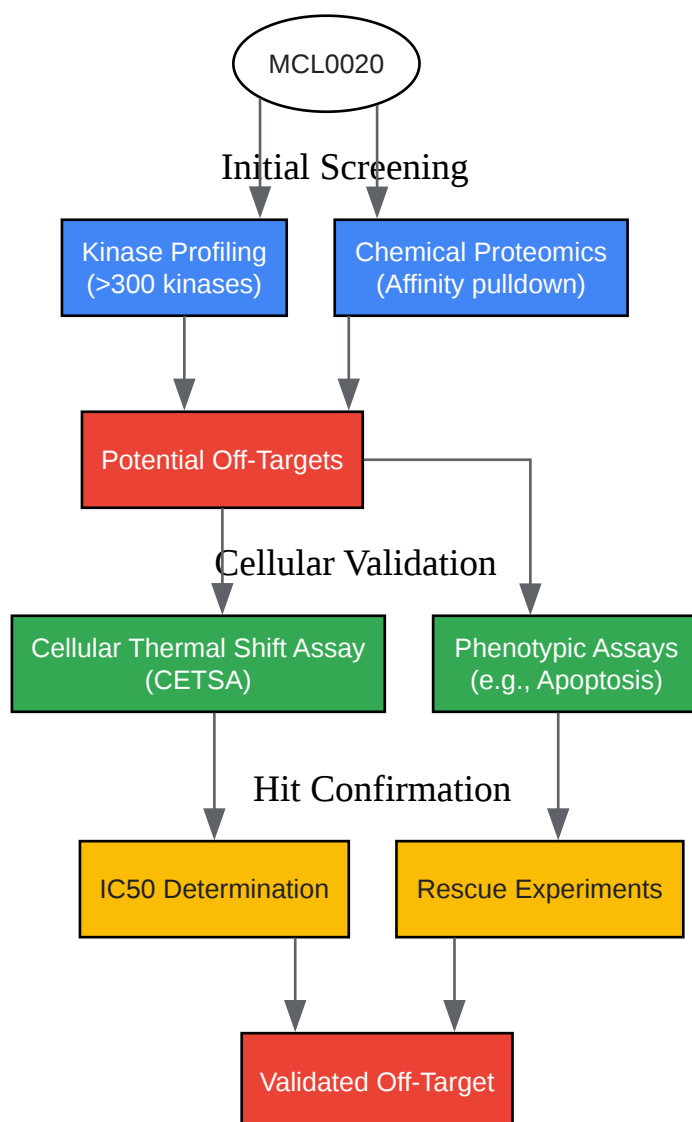 MCL0020
Initial Screening
Kinase Profiling
(>300 kinases)
Chemical Proteomics
(Affinity pulldown)
Potential Off-Targets
Cellular Validation
Cellular Thermal Shift Assay
(CETSA)
Phenotypic Assays
(e.g., Apoptosis)
Hit Confirmation
IC50 Determination
Rescue Experiments
Validated Off-Target